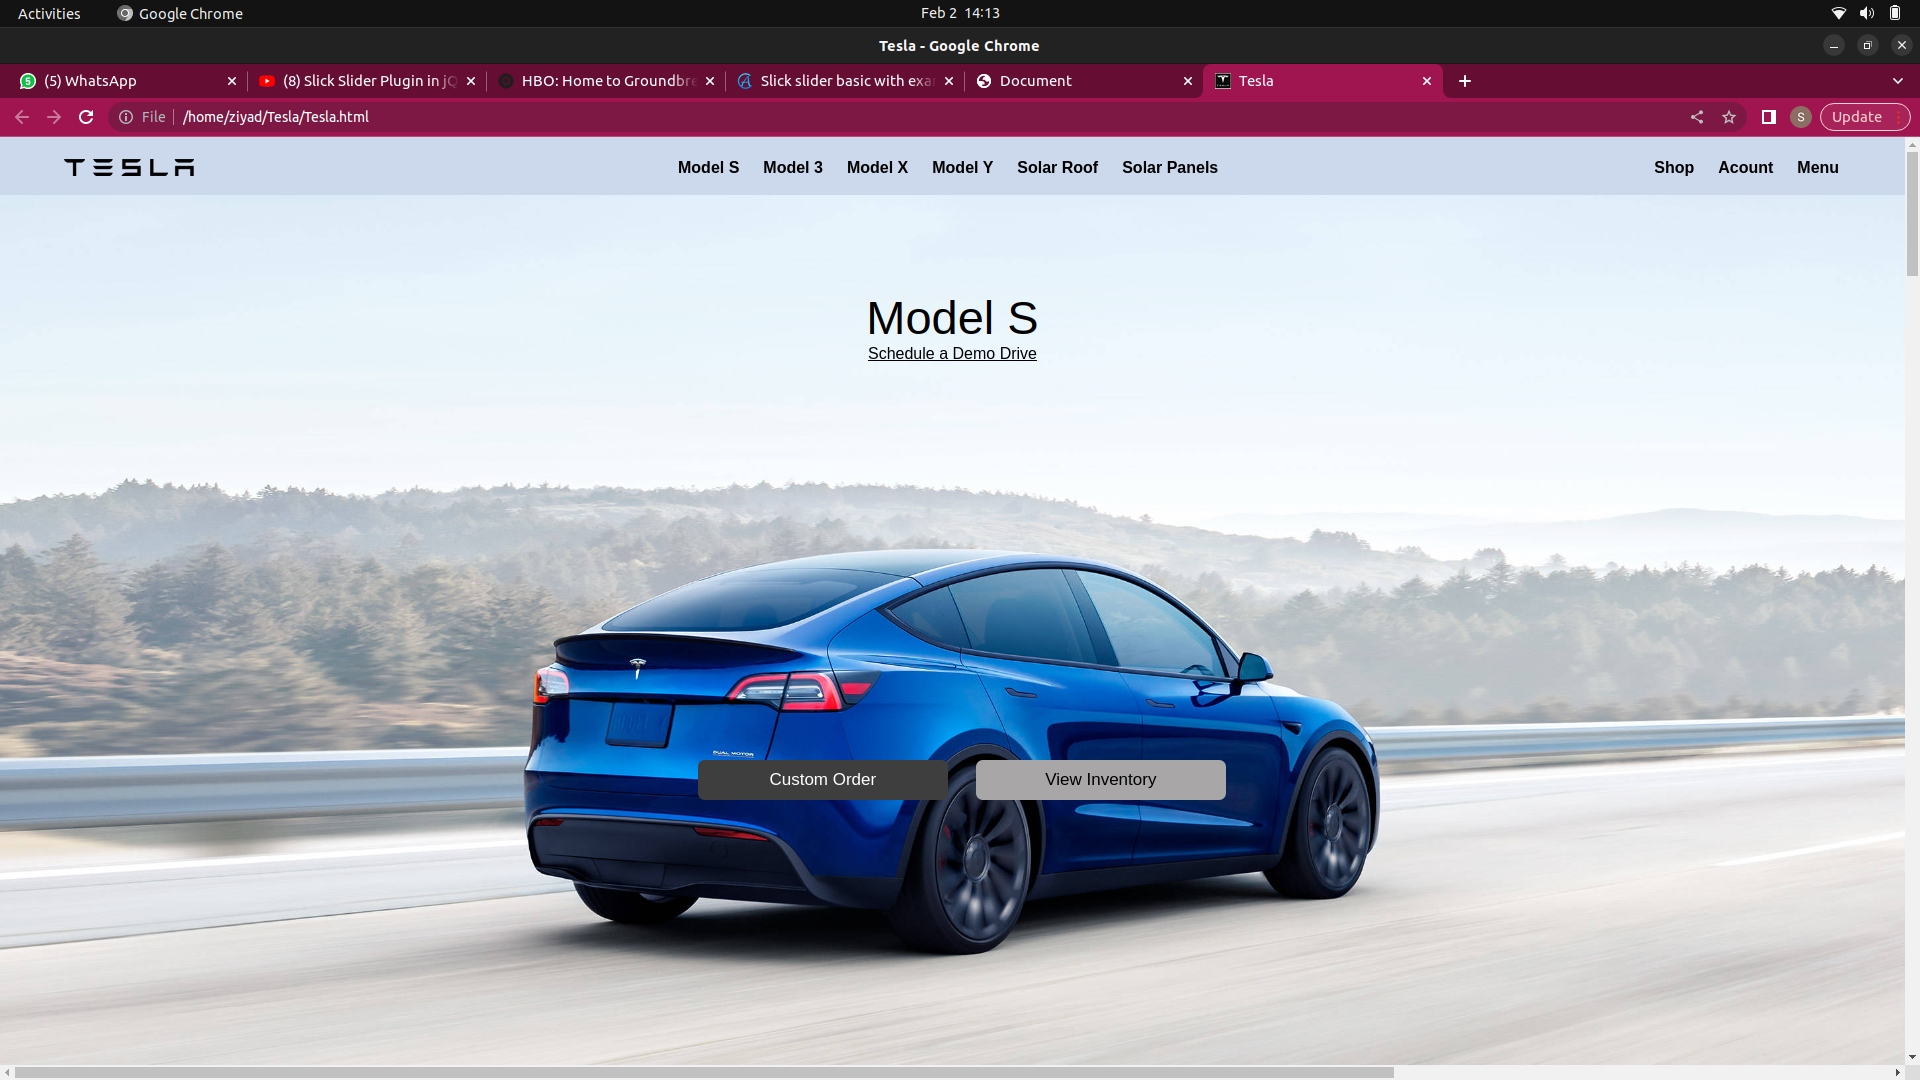 Activities Google Chrome Feb 2 14:13
Tesla - Google Chrome
(5) WhatsApp (8) Slick Slider Plugin in jQ HBO: Home to Groundbre Slick slider basic with exa Document Tesla
File /home/ziyad/Tesla/Tesla.html S Update
TESLA Model S Model 3 Model X Model Y Solar Roof Solar Panels Shop Acount Menu
Model S
Schedule a Demo Drive
DUAL MOTOR
Custom Order View Inventory